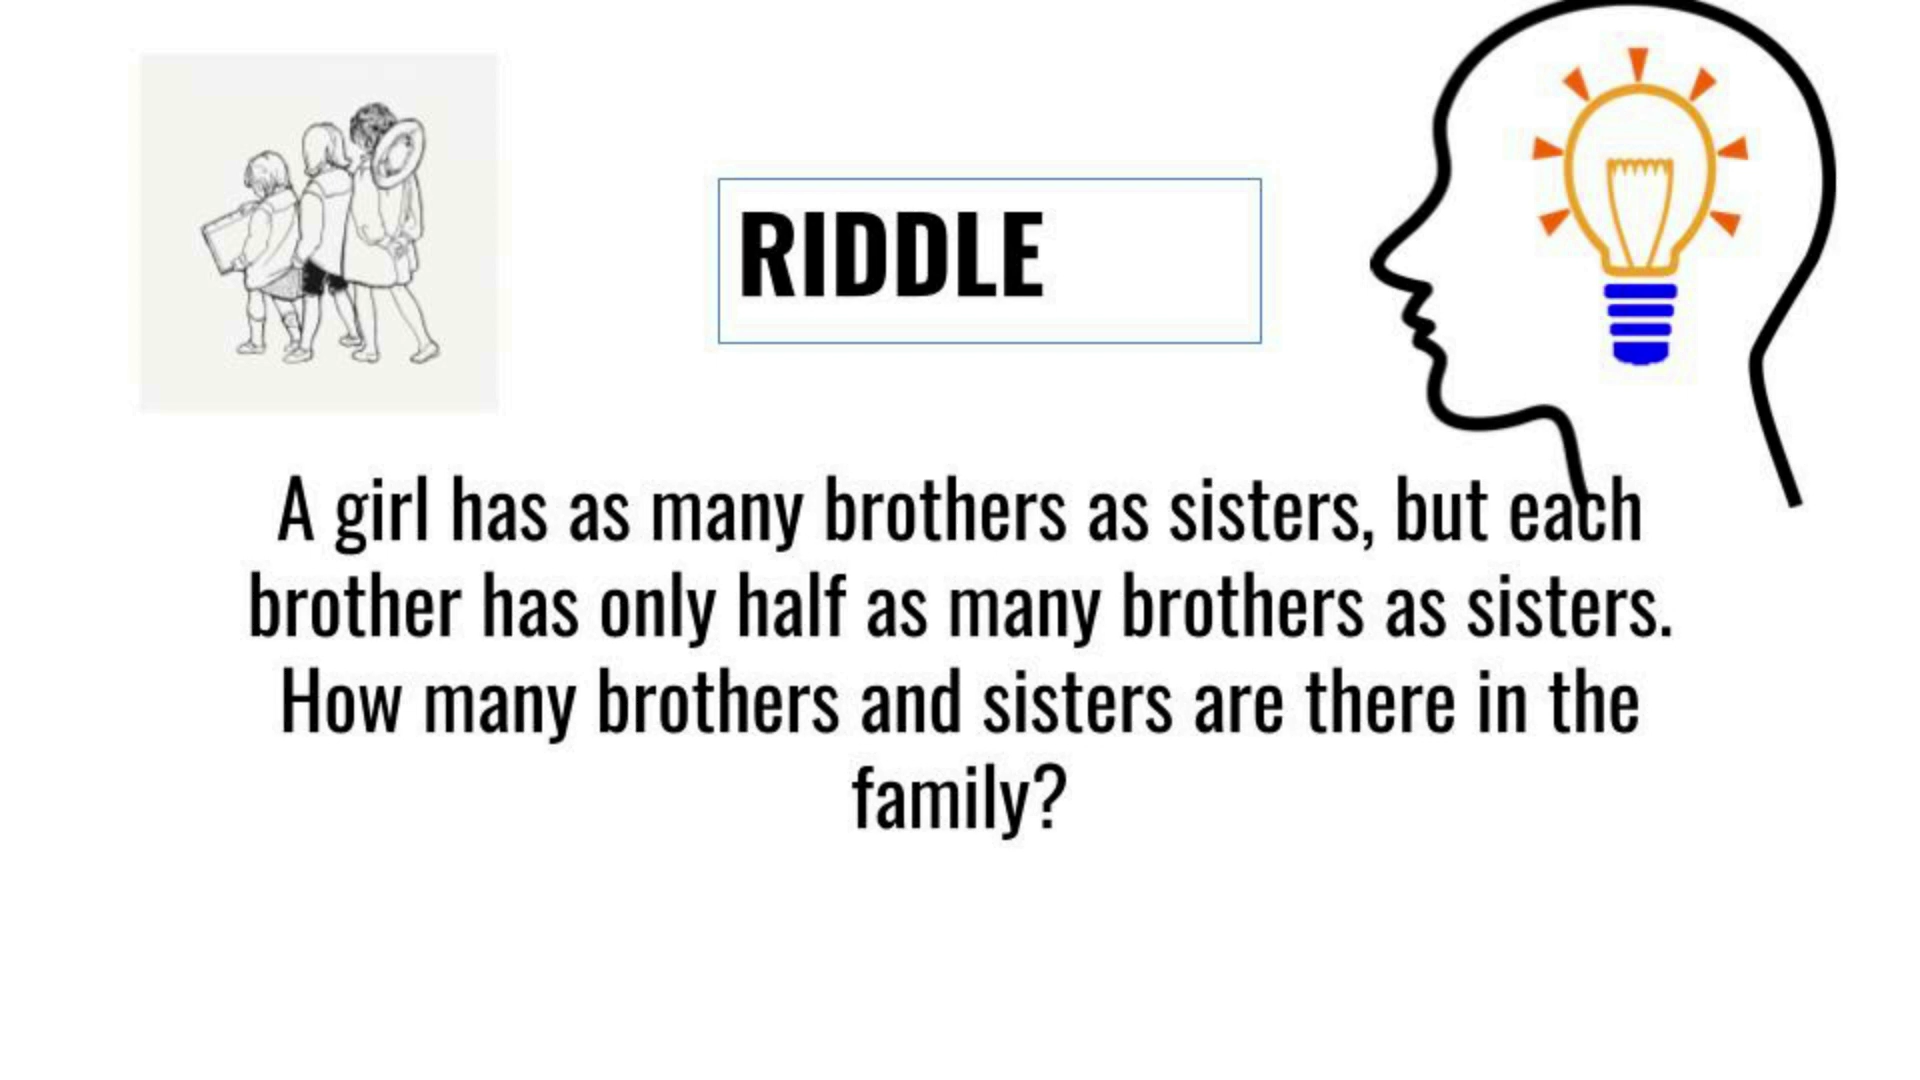 RIDDLE
A girl has as many brothers as sisters, but each
brother has only half as many brothers as sisters.
How many brothers and sisters are there in the
family?